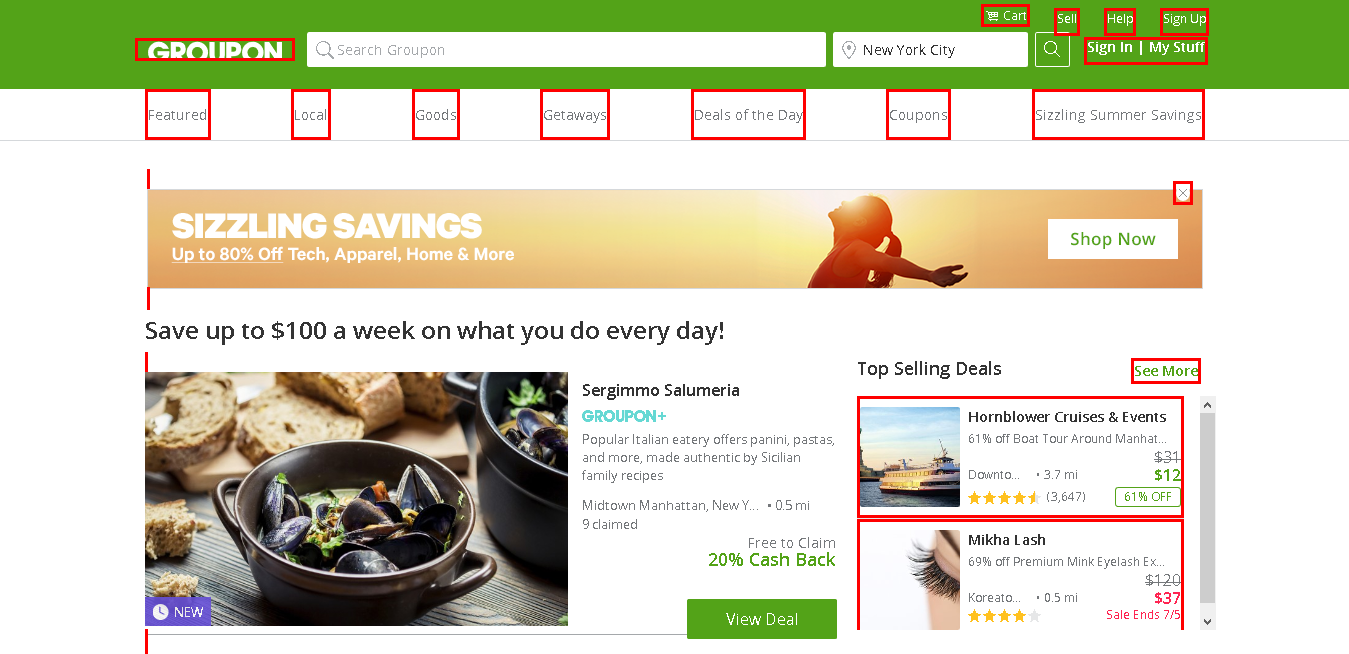 Cart
Sell
Help
Sign Up
GROUPON
Search Groupon
New York City
Sign In | My Stuff
Featured
Local
Goods
Getaways
Deals of the Day
Coupons
Sizzling Summer Savings
SIZZLING SAVINGS
Up to 80% Off Tech, Apparel, Home & More
Shop Now
Save up to $100 a week on what you do every day!
Sergimmo Salumeria
GROUPON+
Popular Italian eatery offers panini, pastas,
and more, made authentic by Sicilian
family recipes
Midtown Manhattan, New Y... • 0.5 mi
9 claimed
Free to Claim
20% Cash Back
NEW
View Deal
Top Selling Deals
See More
Hornblower Cruises & Events
61% off Boat Tour Around Manhat...
$31
Downto... • 3.7 mi
$12
(3,647)
61% OFF
Mikha Lash
69% off Premium Mink Eyelash Ex...
$120
Koreato... • 0.5 mi
$37
Sale Ends 7/5